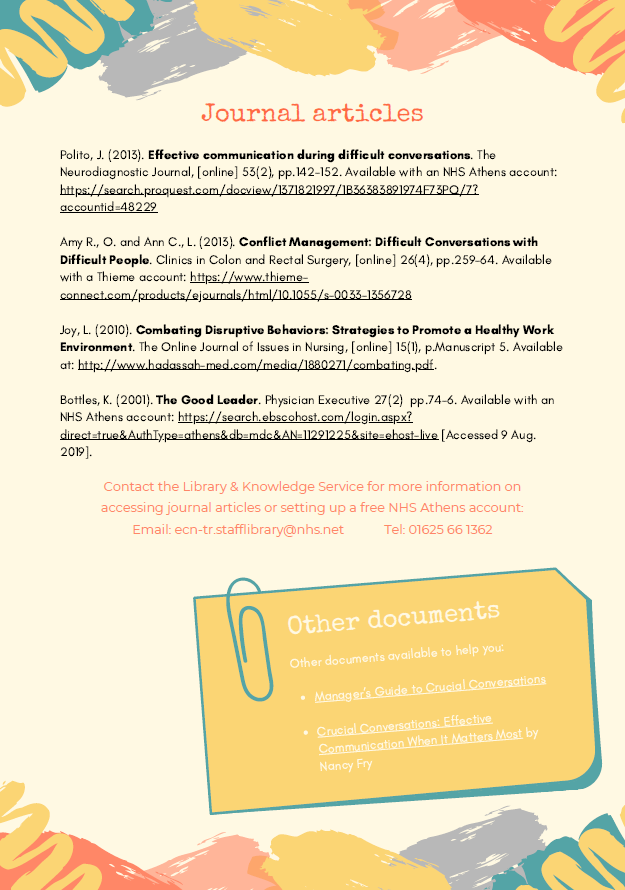 Journal articles
Polito, J. (2013). Effective communication during difficult conversations. The
Neurodiagnostic Journal, [online] 53(2), pp.142-152. Available with an NHS Athens account:
https://search.proquest.com/docview/1371821997/1B36383891974F73PQ/7?
accountid=48229
Amy R., O. and Ann C., L. (2013). Conflict Management: Difficult Conversations with
Difficult People. Clinics in Colon and Rectal Surgery, [online] 26(4), pp.259-64. Available
with a Thieme account: https://www.thieme-
connect.com/products/ejournals/html/10.1055/s-0033-1356728
Joy, L. (2010). Combating Disruptive Behaviors: Strategies to Promote a Healthy Work
Environment. The Online Journal of Issues in Nursing, [online] 15(1), p.Manuscript 5. Available
at: http://www.hadassah-med.com/media/1880271/combating.pdf.
Bottles, K. (2001). The Good Leader. Physician Executive 27(2) pp.74-6. Available with an
NHS Athens account: https://search.ebscohost.com/login.aspx?
direct=true&AuthType=athens&db=mdc&AN=11291225&site=ehost-live [Accessed 9 Aug.
2019].
Contact the Library & Knowledge Service for more information on
accessing journal articles or setting up a free NHS Athens account:
Email: ecn-tr.stafflibrary@nhs.net Tel: 01625 66 1362
Other documents
Other documents available to help you:
• Manager's Guide to Crucial Conversations
• Crucial Conversations: Effective
Communication When it Matters Most by
Nancy Fry